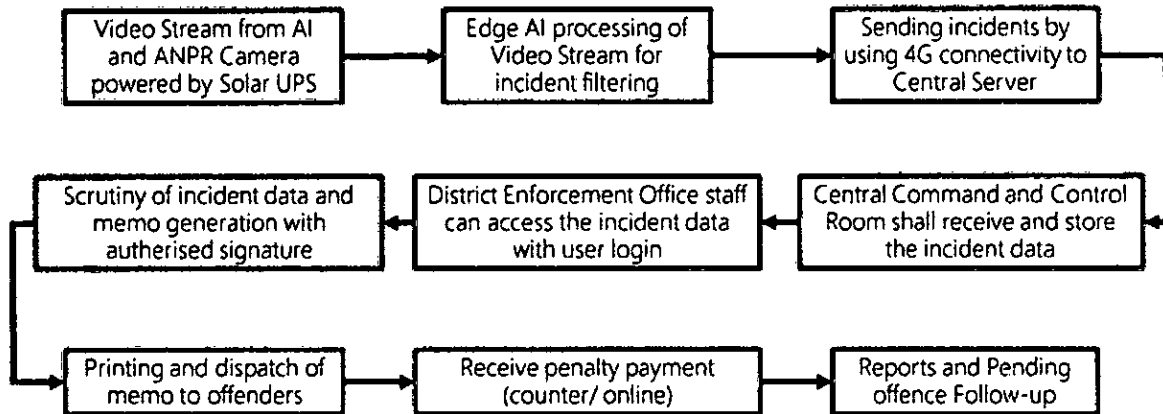 Video Stream from AI
and ANPR Camera
powered by Solar UPS
Edge AI processing of
Video Stream for
incident filtering
Sending incidents by
using 4G connectivity to
Central Server
Central Command and Control
Room shall receive and store
the incident data
District Enforcement Office staff
can access the incident data
with user login
Scrutiny of incident data and
memo generation with
autherised signature
Printing and dispatch of
memo to offenders
Receive penalty payment
(counter/ online)
Reports and Pending
offence Follow-up